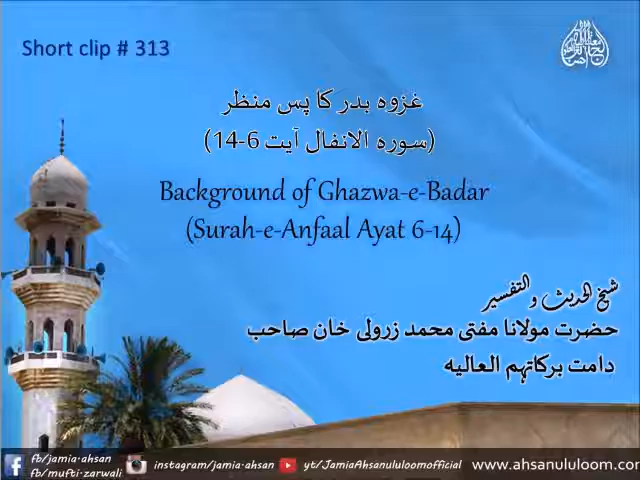 Short clip # 313
غزوہ بدر کا پس منظر
(سورہ الانفال آیت 6-14)
Background of Ghazwa-e-Badar
(Surah-e-Anfaal Ayat 6-14)
شیخ الحدیث والتفسیر
حضرت مولانا مفتی محمد زرولی خان صاحب
دامت برکاتہم العالیہ
fb/jamia-ahsan
fb/mufti.zarwali
instagram/jamia-ahsan
yt/JamiaAhsanululoomofficial
www.ahsanululoom.com